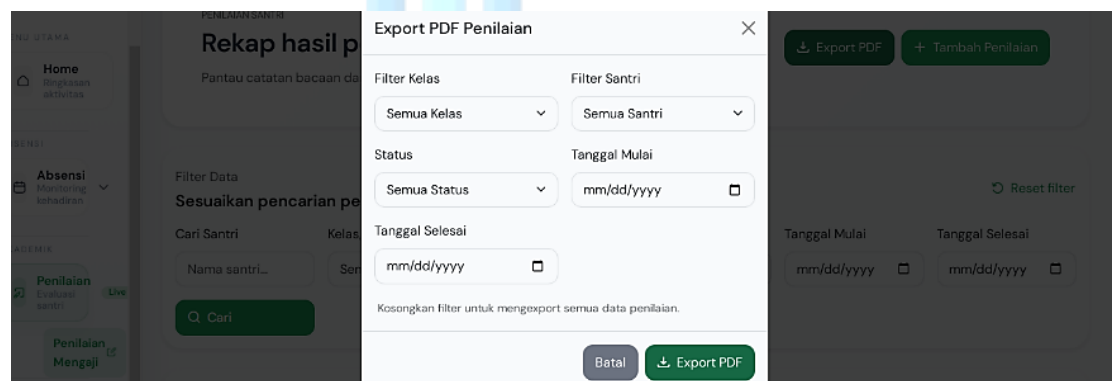 PENILAIAN SANTRI
Export PDF Penilaian
NU UTAMA
Rekap hasil p
Export PDF
+ Tambah Penilaian
Home
Ringkasan
aktivitas
Pantau catatan bacaan da
Filter Kelas
Filter Santri
Semua Kelas
Semua Santri
Status
Tanggal Mulai
Semua Status
mm/dd/yyyy
Tanggal Selesai
mm/dd/yyyy
Kosongkan filter untuk mengexport semua data penilaian.
Batal
Export PDF
Absensi
Monitoring
kehadiran
Filter Data
Sesuaikan pencarian pe
Reset filter
Cari Santri
Kelas
Tanggal Mulai
Tanggal Selesai
Nama santri...
Ser
mm/dd/yyyy
mm/dd/yyyy
Cari
ADEMIK
Penilaian
Evaluasi
santri
Live
Penilaian
Mengaji